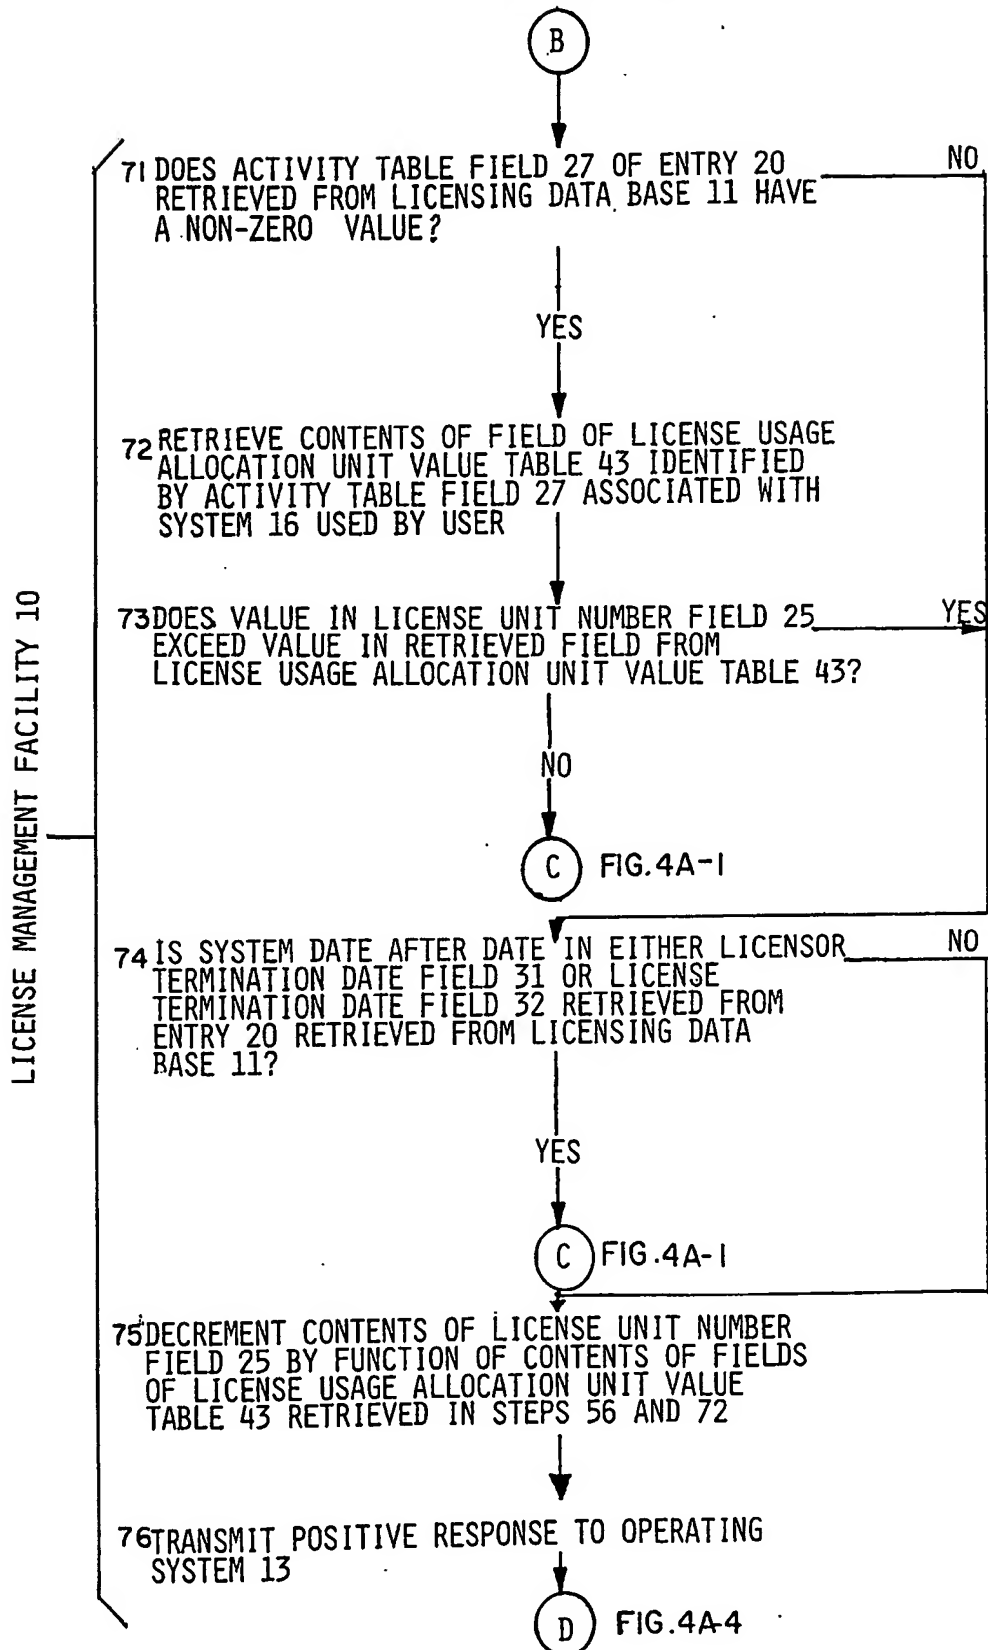 B
71 DOES ACTIVITY TABLE FIELD 27 OF ENTRY 20 NO
RETRIEVED FROM LICENSING DATA BASE 11 HAVE
A NON-ZERO VALUE?
YES
72 RETRIEVE CONTENTS OF FIELD OF LICENSE USAGE
ALLOCATION UNIT VALUE TABLE 43 IDENTIFIED
BY ACTIVITY TABLE FIELD 27 ASSOCIATED WITH
SYSTEM 16 USED BY USER
73 DOES VALUE IN LICENSE UNIT NUMBER FIELD 25 YES
EXCEED VALUE IN RETRIEVED FIELD FROM
LICENSE USAGE ALLOCATION UNIT VALUE TABLE 43?
NO
C FIG.4A-1
74 IS SYSTEM DATE AFTER DATE IN EITHER LICENSOR NO
TERMINATION DATE FIELD 31 OR LICENSE
TERMINATION DATE FIELD 32 RETRIEVED FROM
ENTRY 20 RETRIEVED FROM LICENSING DATA
BASE 11?
YES
C FIG.4A-1
75 DECREMENT CONTENTS OF LICENSE UNIT NUMBER
FIELD 25 BY FUNCTION OF CONTENTS OF FIELDS
OF LICENSE USAGE ALLOCATION UNIT VALUE
TABLE 43 RETRIEVED IN STEPS 56 AND 72
76 TRANSMIT POSITIVE RESPONSE TO OPERATING
SYSTEM 13
D FIG.4A-4
LICENSE MANAGEMENT FACILITY 10